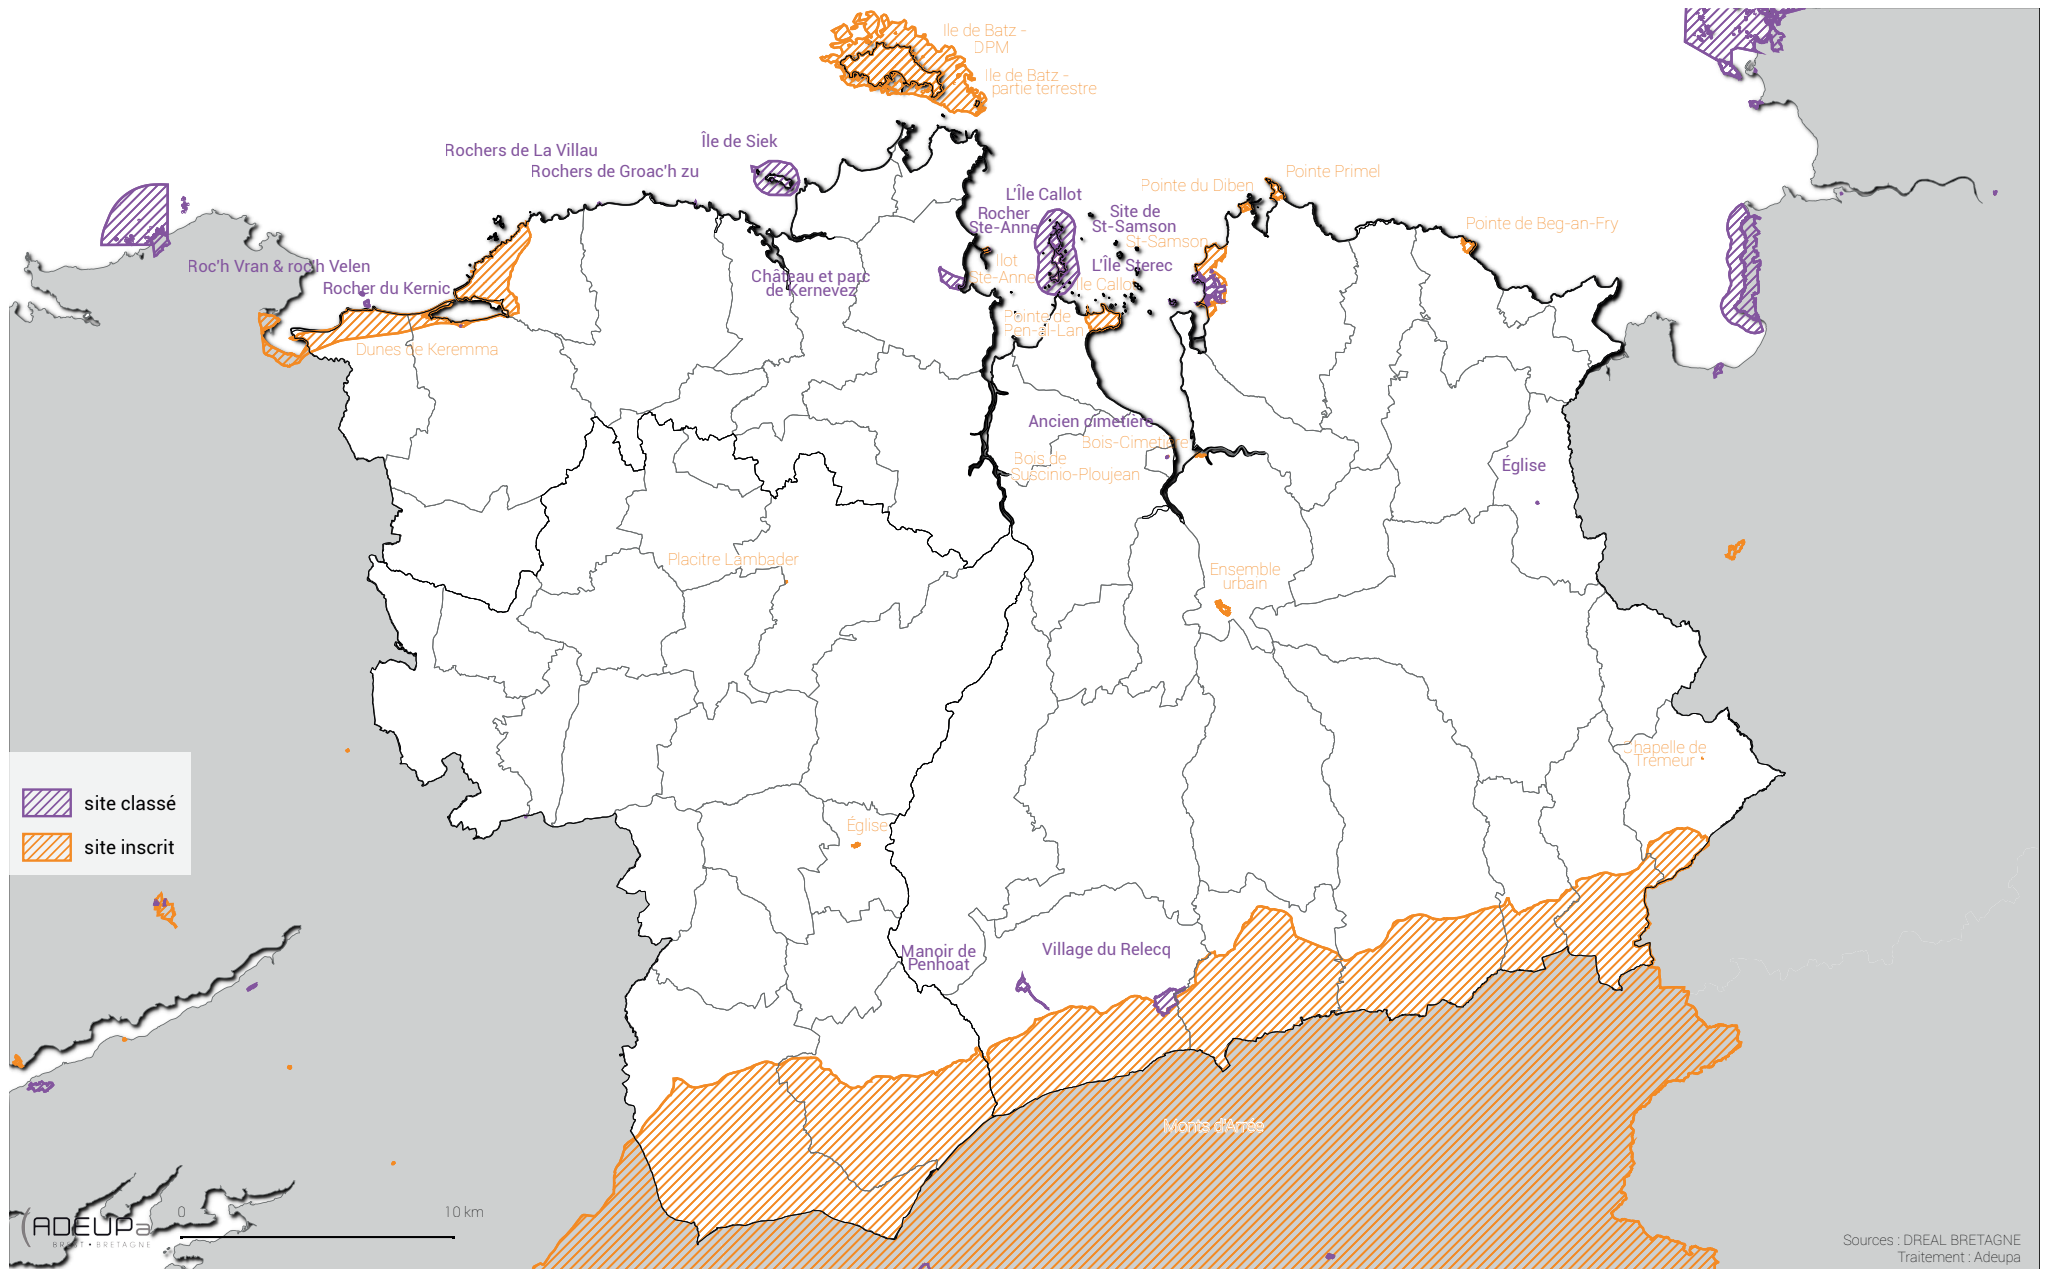 Ile de Batz -
DPM
Ile de Batz -
partie terrestre
Rochers de La Villau
Île de Siek
Rochers de Groac'h zu
Pointe Primel
Pointe du Diben
L'Île Callot
Rocher
Ste-Anne
Site de
St-Samson
St-Samson
Pointe de Beg-an-Fry
Roc'h Vran & roc'h Velen
Rocher du Kernic
Château et parc
de Kernevez
Ilot
Ste-Anne
L'Île Sterec
Ile Callot
Pointe de
Pen-al-Lan
Dunes de Keremma
Ancien cimetière
Bois-Cimetière
Bois de
Suscinio-Ploujean
Église
Placitre Lambader
Ensemble
urbain
Chapelle de
Trémeur
site classé
site inscrit
Église
Manoir de
Penhoat
Village du Relecq
Monts d'Arrée
ADEUPa
BREST • BRETAGNE
0
10 km
Sources : DREAL BRETAGNE
Traitement : Adeupa